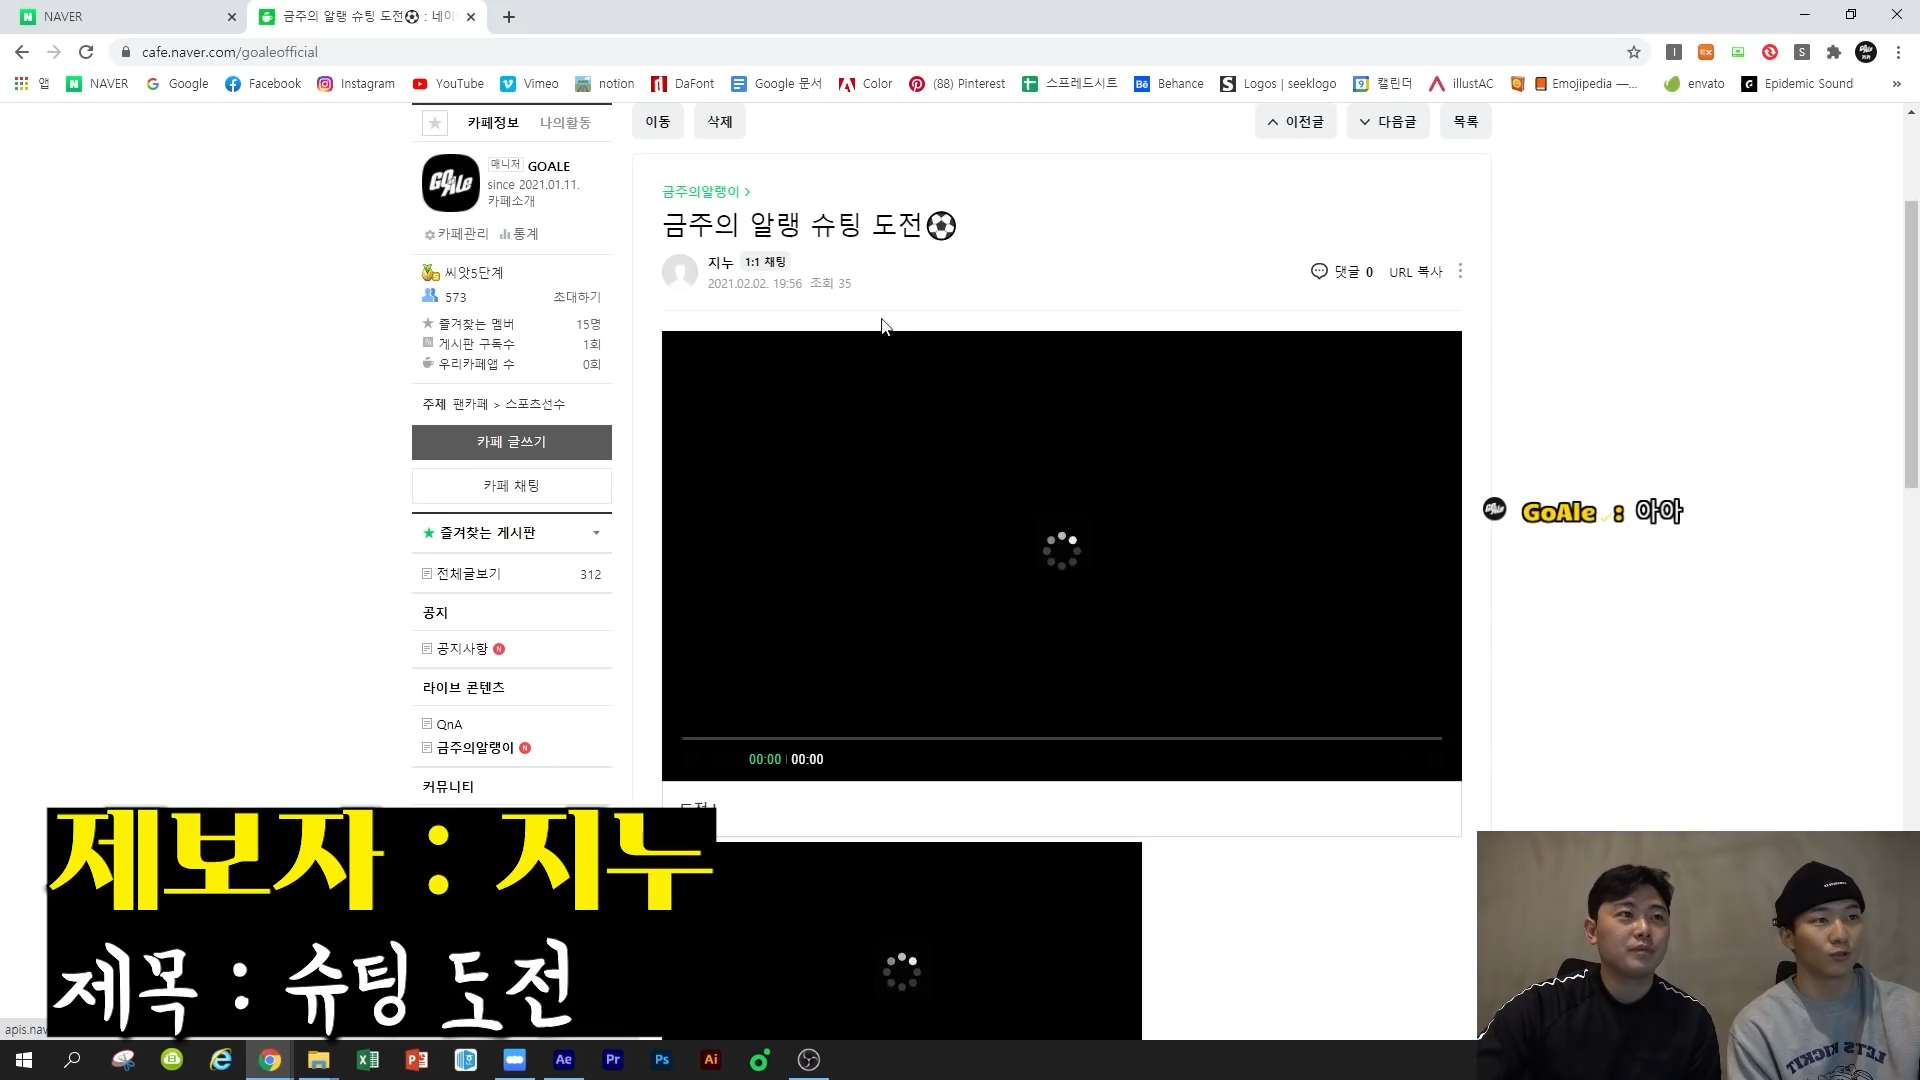 NAVER
금주의 알랭 슈팅 도전⚽ : 네이
cafe.naver.com/goaleofficial
앱 NAVER Google Facebook Instagram YouTube Vimeo notion DaFont Google 문서 Color (88) Pinterest 스프레드시트 Behance Logos | seeklogo 캘린더 illustAC Emojipedia —... envato Epidemic Sound »
카페정보 나의활동
이동 삭제
이전글 다음글 목록
매니저 GOALE
since 2021.01.11.
카페소개
카페관리 통계
씨앗5단계
573 초대하기
즐겨찾는 멤버 15명
게시판 구독수 1회
우리카페앱 수 0회
주제 팬카페 > 스포츠선수
카페 글쓰기
카페 채팅
즐겨찾는 게시판
전체글보기 312
공지
공지사항 N
라이브 콘텐츠
QnA
금주의알랭이 N
커뮤니티
금주의알랭이 >
금주의 알랭 슈팅 도전⚽
지누 1:1 채팅
2021.02.02. 19:56 조회 35
댓글 0 URL 복사
00:00 | 00:00
GoAle : 아아
제보자 : 지누
제목 : 슈팅 도전
apis.nav
LETS KICKIT